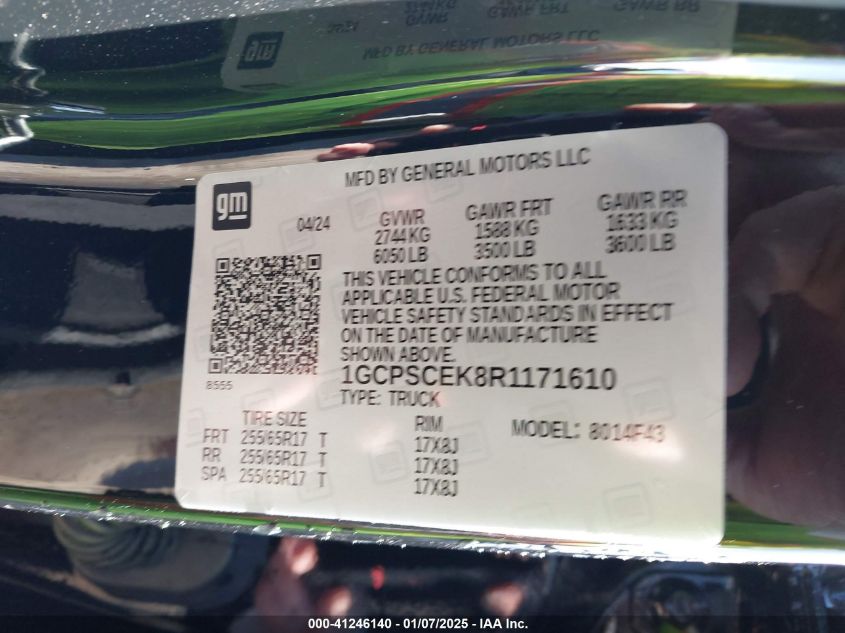 MFD BY GENERAL MOTORS LLC
gm
04/24
GVWR GAWR FRT GAWR RR
2744 KG 1588 KG 1633 KG
6050 LB 3500 LB 3600 LB
THIS VEHICLE CONFORMS TO ALL
APPLICABLE U.S. FEDERAL MOTOR
VEHICLE SAFETY STANDARDS IN EFFECT
ON THE DATE OF MANUFACTURE
SHOWN ABOVE.
8555
1GCPSCEK8R1171610
TYPE: TRUCK
TIRE SIZE RIM MODEL: 8014F43
FRT 255/65R17 T 17X8J
RR 255/65R17 T 17X8J
SPA 255/65R17 T 17X8J
000-41246140 - 01/07/2025 - IAA Inc.